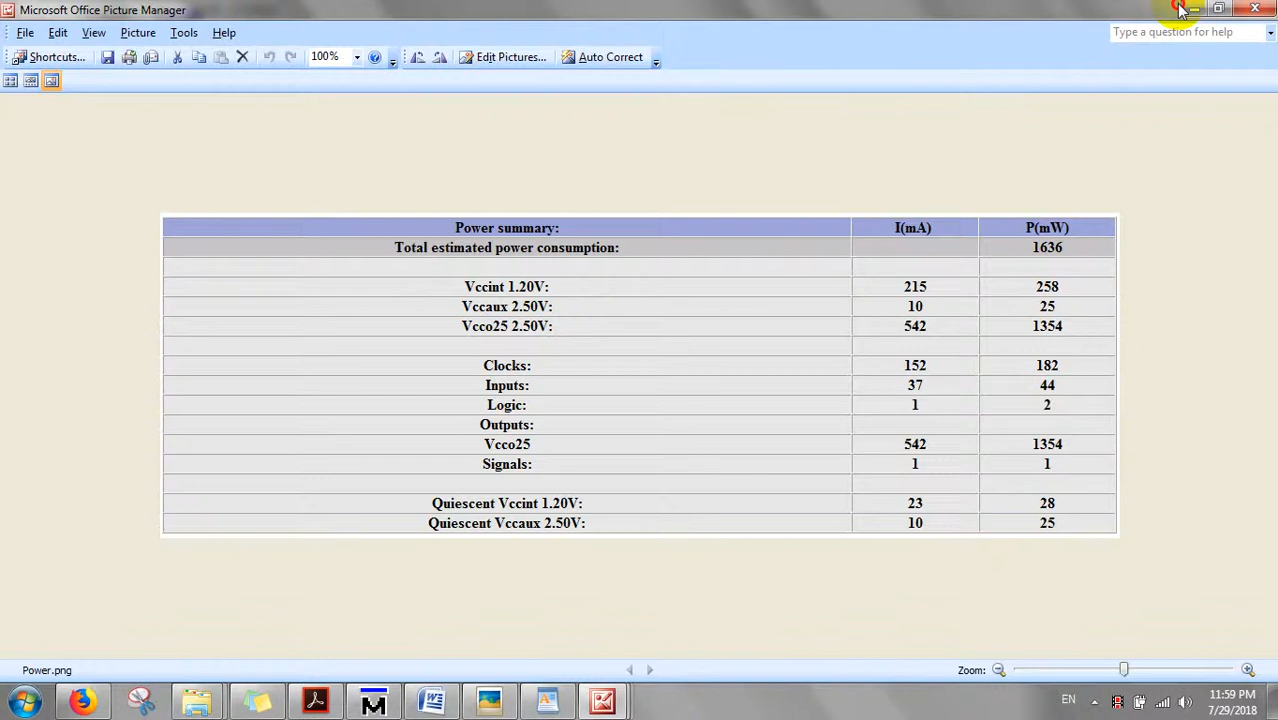 Microsoft Office Picture Manager
File Edit View Picture Tools Help
Type a question for help
Shortcuts... 100% Edit Pictures... Auto Correct
Power summary: I(mA) P(mW)
Total estimated power consumption: 1636
Vccint 1.20V: 215 258
Vccaux 2.50V: 10 25
Vcco25 2.50V: 542 1354
Clocks: 152 182
Inputs: 37 44
Logic: 1 2
Outputs:
Vcco25 542 1354
Signals: 1 1
Quiescent Vccint 1.20V: 23 28
Quiescent Vccaux 2.50V: 10 25
Power.png Zoom:
EN 11:59 PM
7/29/2018